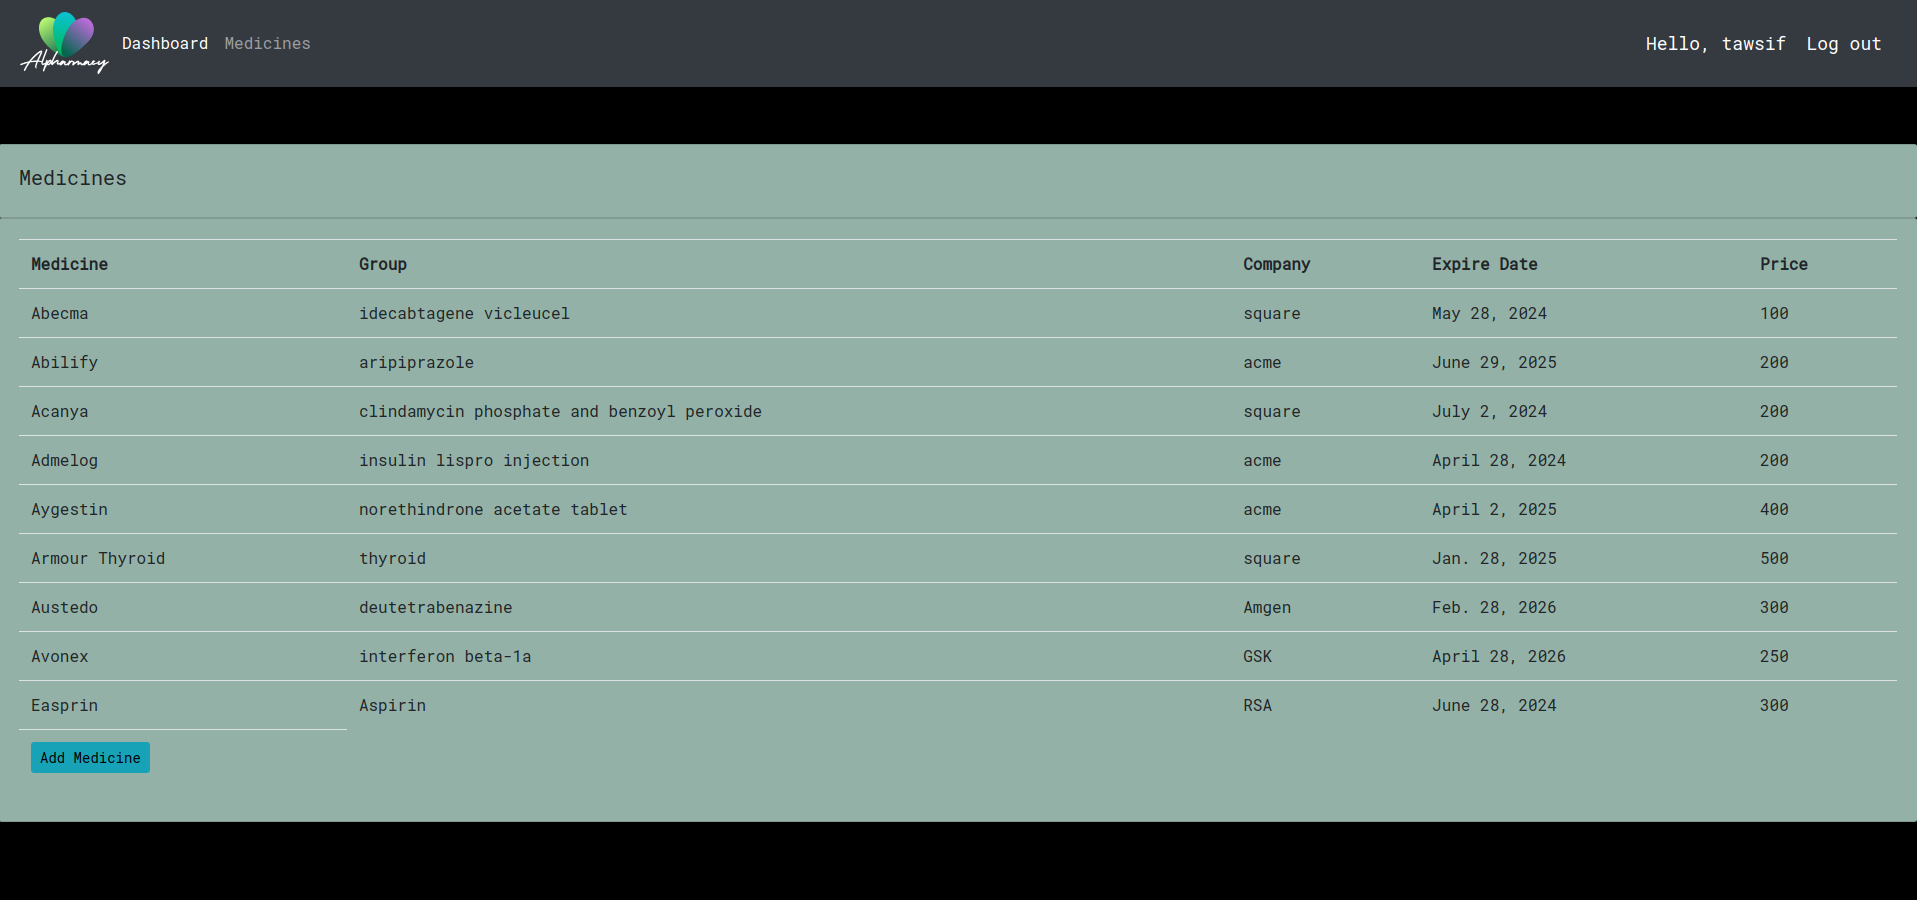 Alpharmacy
Dashboard Medicines Hello, tawsif Log out
Medicines
Medicine Group Company Expire Date Price
Abecma idecabtagene vicleucel square May 28, 2024 100
Abilify aripiprazole acme June 29, 2025 200
Acanya clindamycin phosphate and benzoyl peroxide square July 2, 2024 200
Admelog insulin lispro injection acme April 28, 2024 200
Aygestin norethindrone acetate tablet acme April 2, 2025 400
Armour Thyroid thyroid square Jan. 28, 2025 500
Austedo deutetrabenazine Amgen Feb. 28, 2026 300
Avonex interferon beta-1a GSK April 28, 2026 250
Easprin Aspirin RSA June 28, 2024 300
Add Medicine